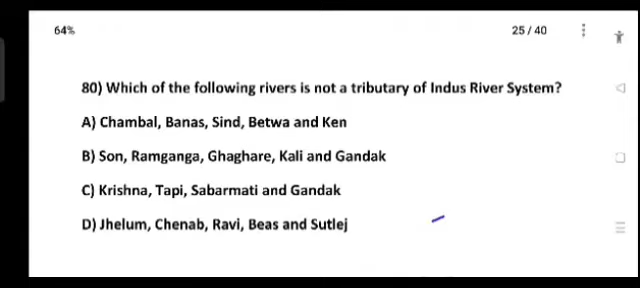 64%
25 / 40
80) Which of the following rivers is not a tributary of Indus River System?
A) Chambal, Banas, Sind, Betwa and Ken
B) Son, Ramganga, Ghaghare, Kali and Gandak
C) Krishna, Tapi, Sabarmati and Gandak
D) Jhelum, Chenab, Ravi, Beas and Sutlej